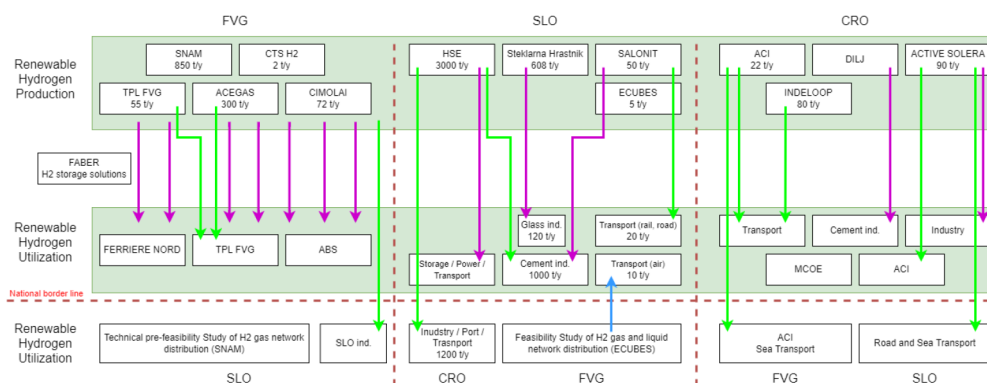 FVG
SLO
CRO
Renewable
Hydrogen
Production
SNAM
850 t/y
CTS H2
2 t/y
HSE
3000 t/y
Steklarna Hrastnik
608 t/y
SALONIT
50 t/y
ACI
22 t/y
DILJ
ACTIVE SOLERA
90 t/y
TPL FVG
55 t/y
ACEGAS
300 t/y
CIMOLAI
72 t/y
ECUBES
5 t/y
INDELOOP
80 t/y
FABER
H2 storage solutions
Renewable
Hydrogen
Utilization
FERRIERE NORD
TPL FVG
ABS
Glass ind.
120 t/y
Transport (rail, road)
20 t/y
Transport
Cement ind.
Industry
Storage / Power /
Transport
Cement ind.
1000 t/y
Transport (air)
10 t/y
MCOE
ACI
National border line
Renewable
Hydrogen
Utilization
Technical pre-feasibility Study of H2 gas network
distribution (SNAM)
SLO ind.
Inudstry / Port /
Trasnport
1200 t/y
Feasibility Study of H2 gas and liquid
network distribution (ECUBES)
ACI
Sea Transport
Road and Sea Transport
SLO
CRO
FVG
FVG
SLO